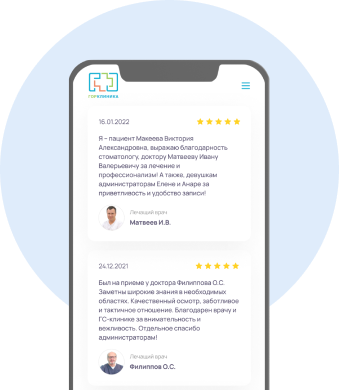 ГОРКЛИНИКА
16.01.2022
Я – пациент Макеева Виктория
Александровна, выражаю благодарность
стоматологу, доктору Матвееву Ивану
Валерьевичу за лечение и
профессионализм! А также, девушкам
администраторам Елене и Анаре за
приветливость и удобство записи!
Лечащий врач
Матвеев И.В.
24.12.2021
Был на приеме у доктора Филиппова О.С.
Заметны широкие знания в необходимых
областях. Качественный осмотр, заботливое
и тактичное отношение. Благодарен врачу и
ГС-клинике за внимательность и
вежливость. Отдельное спасибо
администраторам!
Лечащий врач
Филиппов О.С.